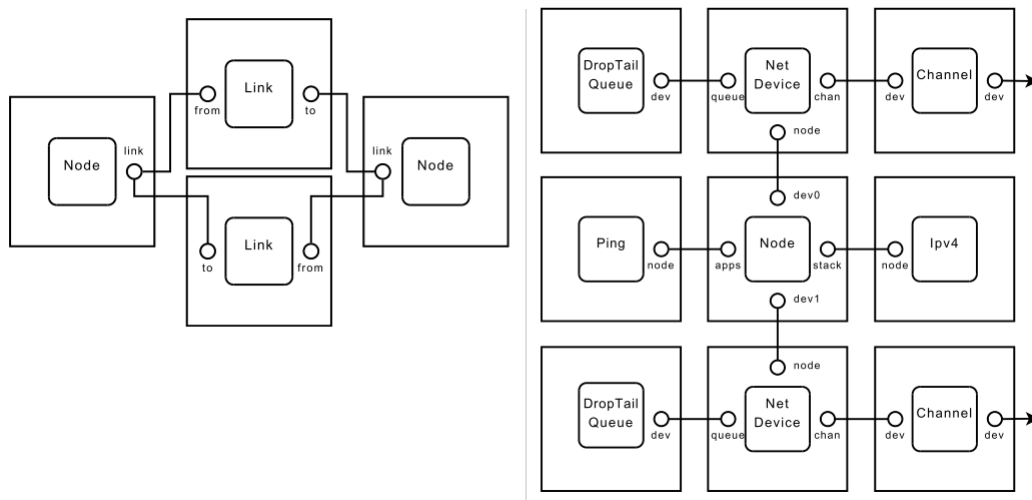 Link
from
to
Node
link
link
Node
Link
to
from
DropTail
Queue
dev
queue
Net
Device
chan
dev
Channel
dev
node
dev0
Ping
node
apps
Node
stack
node
Ipv4
dev1
node
DropTail
Queue
dev
queue
Net
Device
chan
dev
Channel
dev